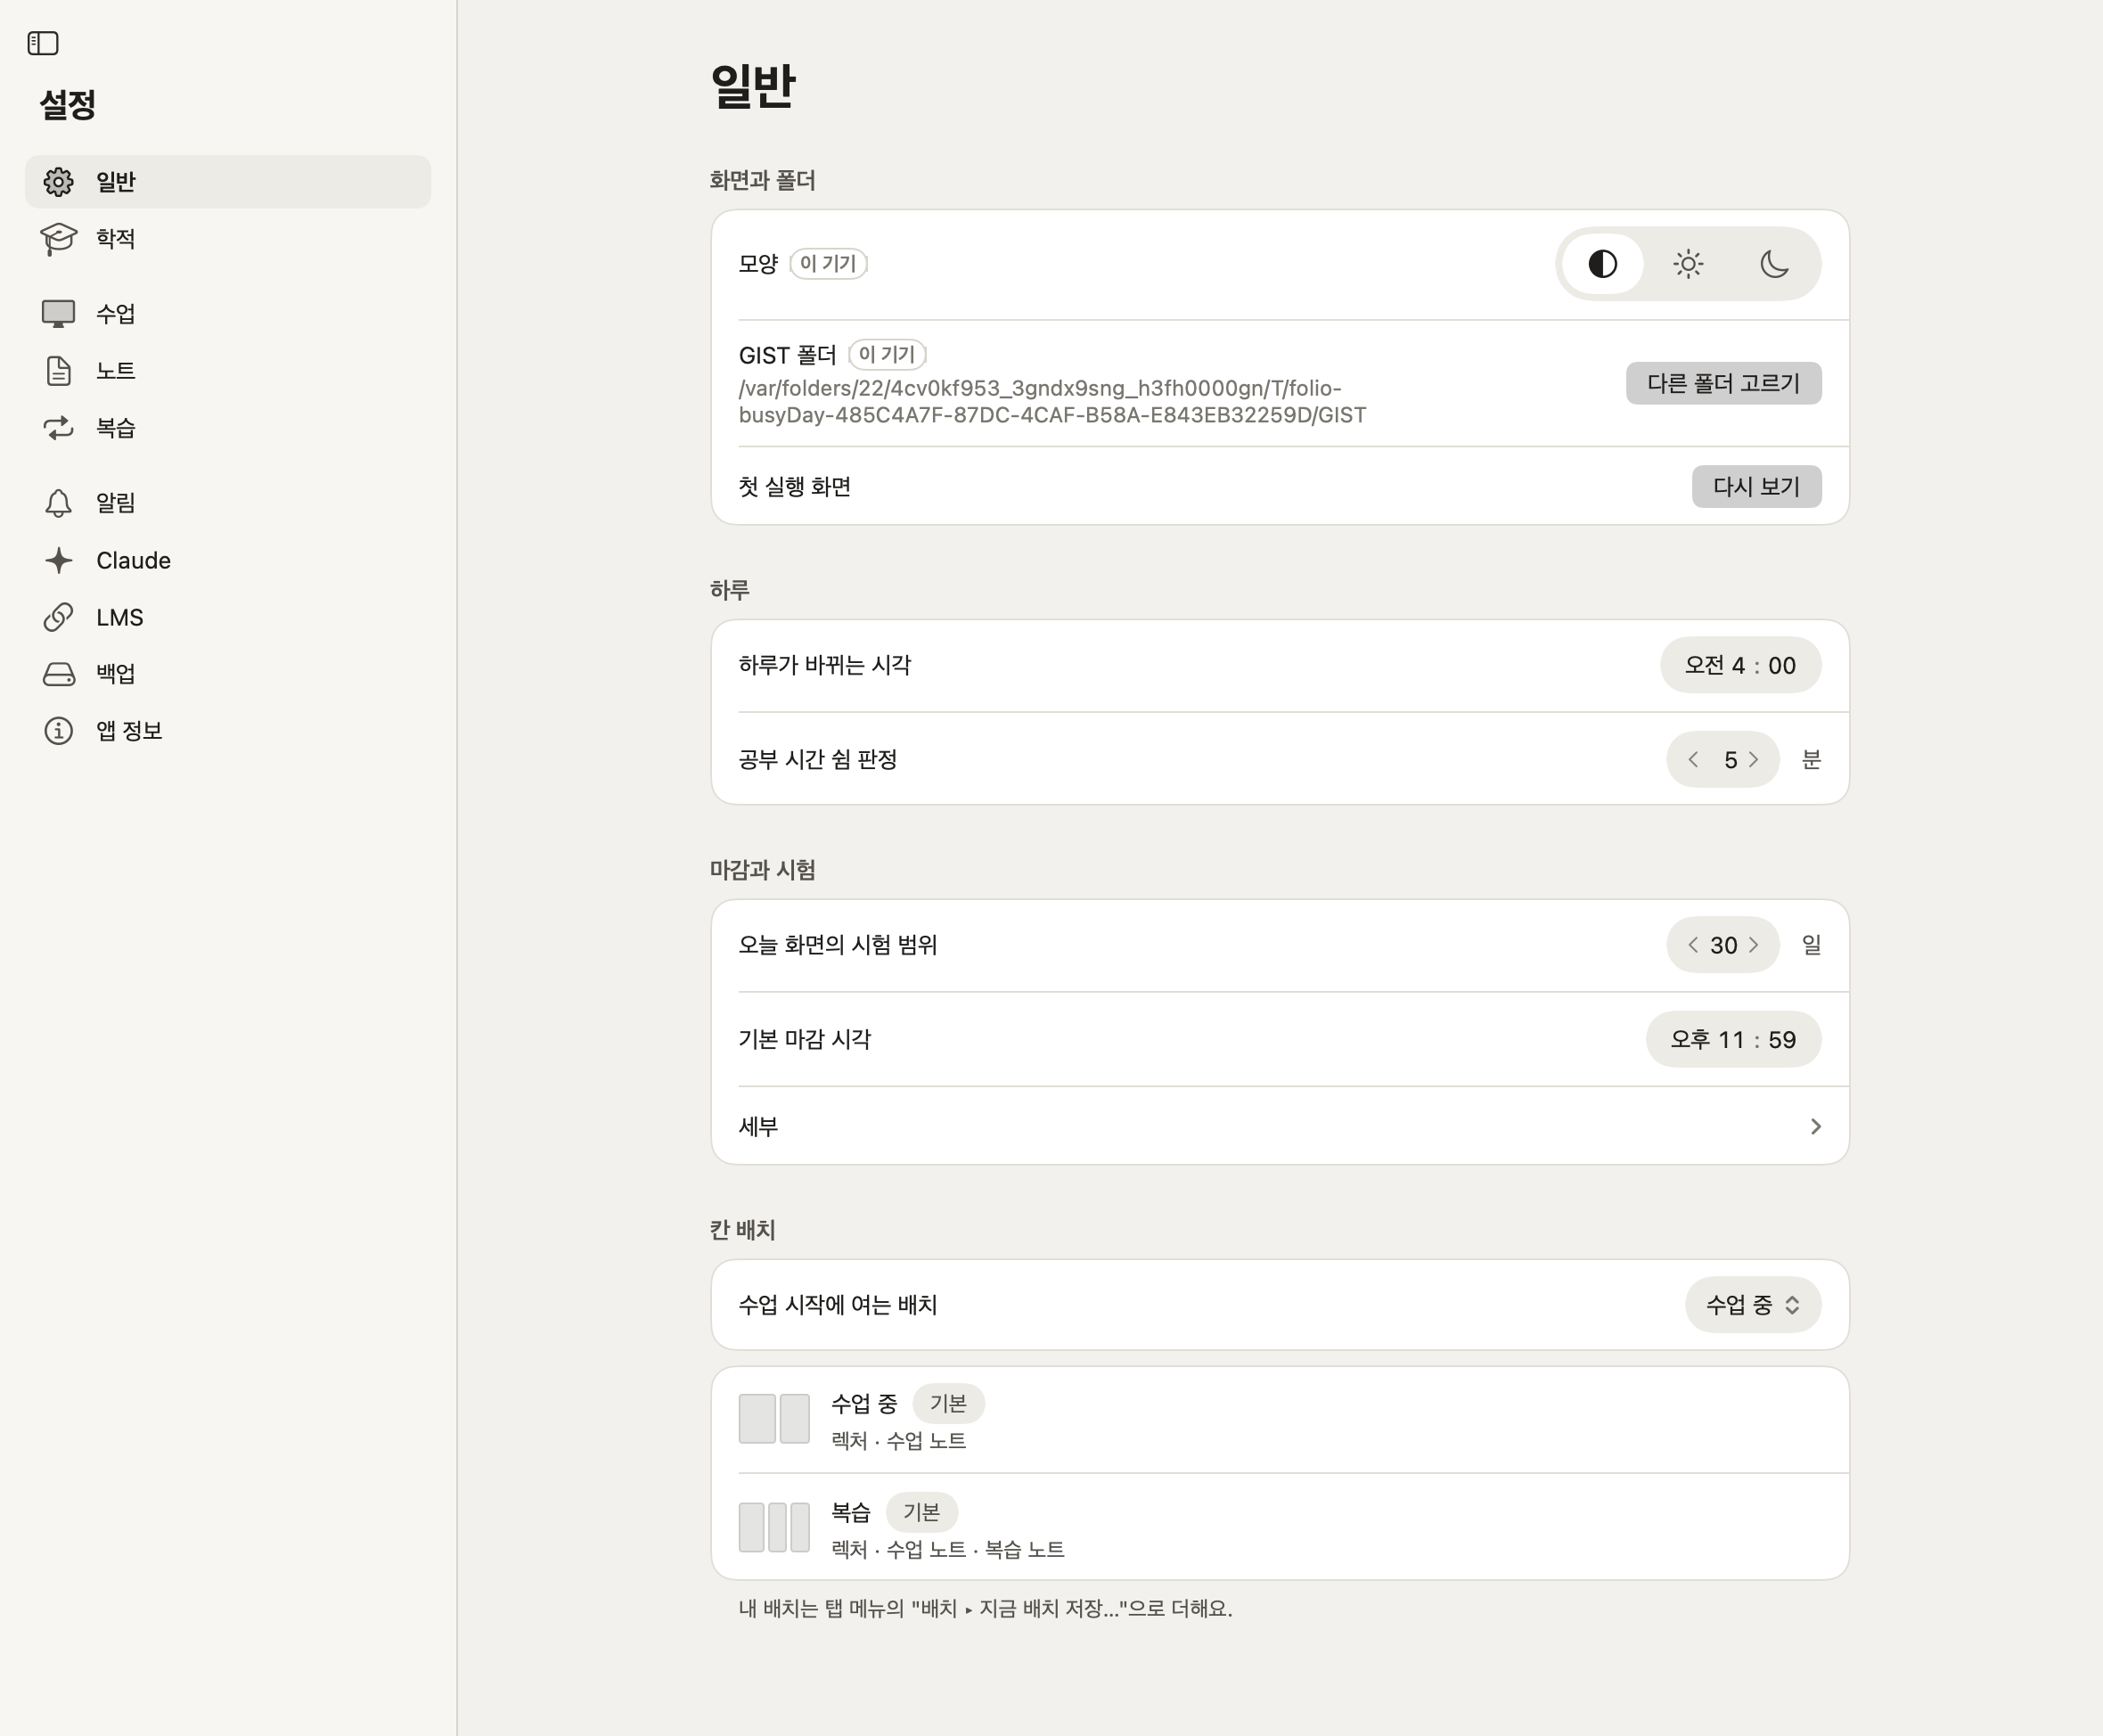 설정
일반
학적
수업
노트
복습
알림
Claude
LMS
백업
앱 정보
일반
화면과 폴더
모양 이 기기
GIST 폴더 이 기기
/var/folders/22/4cv0kf953_3gndx9sng_h3fh0000gn/T/folio-
busyDay-485C4A7F-87DC-4CAF-B58A-E843EB32259D/GIST
다른 폴더 고르기
첫 실행 화면 다시 보기
하루
하루가 바뀌는 시각 오전 4 : 00
공부 시간 쉼 판정 5 분
마감과 시험
오늘 화면의 시험 범위 30 일
기본 마감 시각 오후 11 : 59
세부
칸 배치
수업 시작에 여는 배치 수업 중
수업 중 기본
렉처 · 수업 노트
복습 기본
렉처 · 수업 노트 · 복습 노트
내 배치는 탭 메뉴의 "배치 ▸ 지금 배치 저장..."으로 더해요.